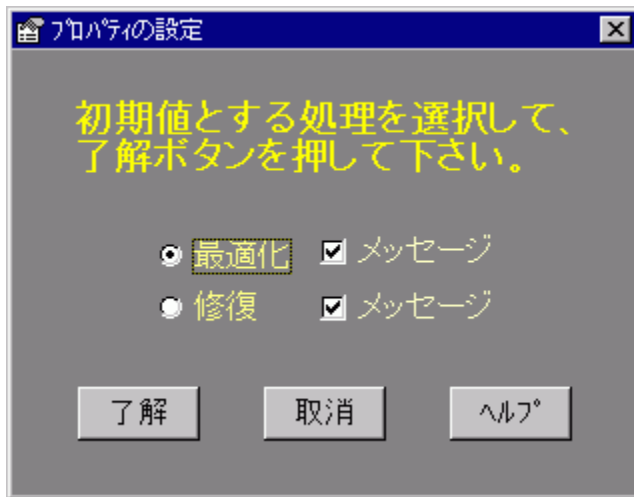 ﾌﾟﾛﾊﾟﾃｨの設定
初期値とする処理を選択して、
了解ボタンを押して下さい。
最適化 メッセージ
修復 メッセージ
了解 取消 ﾍﾙﾌﾟ